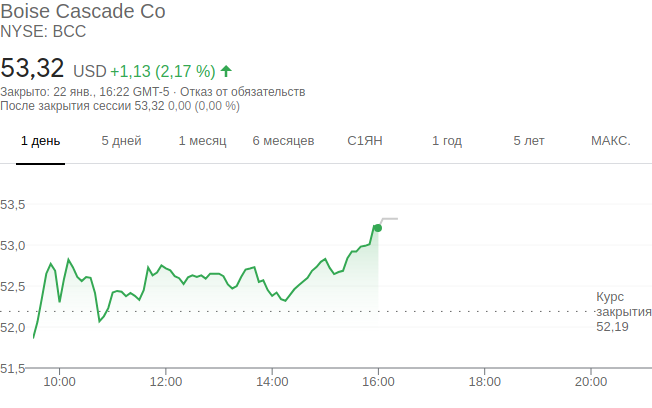 Boise Cascade Co
NYSE: BCC
53,32 USD +1,13 (2,17 %)
Закрыто: 22 янв., 16:22 GMT-5 · Отказ от обязательств
После закрытия сессии 53,32 0,00 (0,00 %)
1 день 5 дней 1 месяц 6 месяцев С1ЯН 1 год 5 лет МАКС.
53,5
53,0
52,5
52,0
51,5
Курс
закрытия
52,19
10:00 12:00 14:00 16:00 18:00 20:00